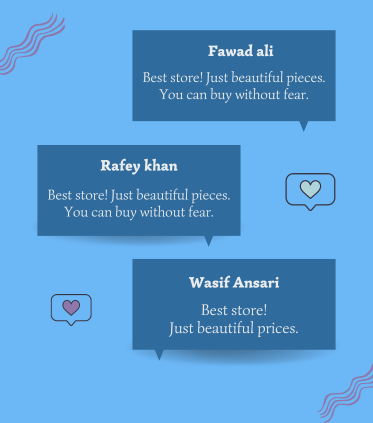 Fawad ali
Best store! Just beautiful pieces.
You can buy without fear.
Rafey khan
Best store! Just beautiful pieces.
You can buy without fear.
Wasif Ansari
Best store!
Just beautiful prices.